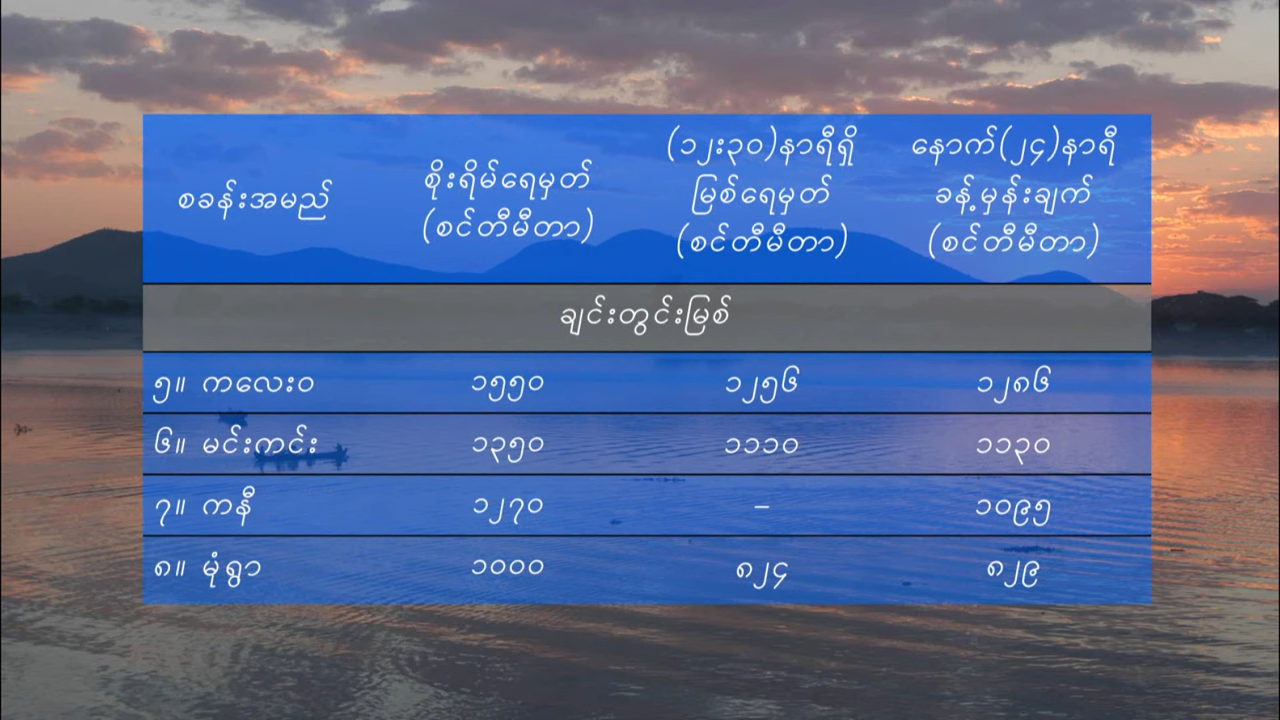 စခန်းအမည်
စိုးရိမ်ရေမှတ်
(စင်တီမီတာ)
(၁၂း၃၀)နာရီရှိ
မြစ်ရေမှတ်
(စင်တီမီတာ)
နောက်(၂၄)နာရီ
ခန့်မှန်းချက်
(စင်တီမီတာ)
ချင်းတွင်းမြစ်
၅။ ကလေးဝ ၁၅၅၀ ၁၂၅၆ ၁၂၈၆
၆။ မင်းကင်း ၁၃၅၀ ၁၁၁၀ ၁၁၃၀
၇။ ကနီ ၁၂၇၀ – ၁၀၉၅
၈။ မုံရွာ ၁၀၀၀ ၈၂၄ ၈၂၉